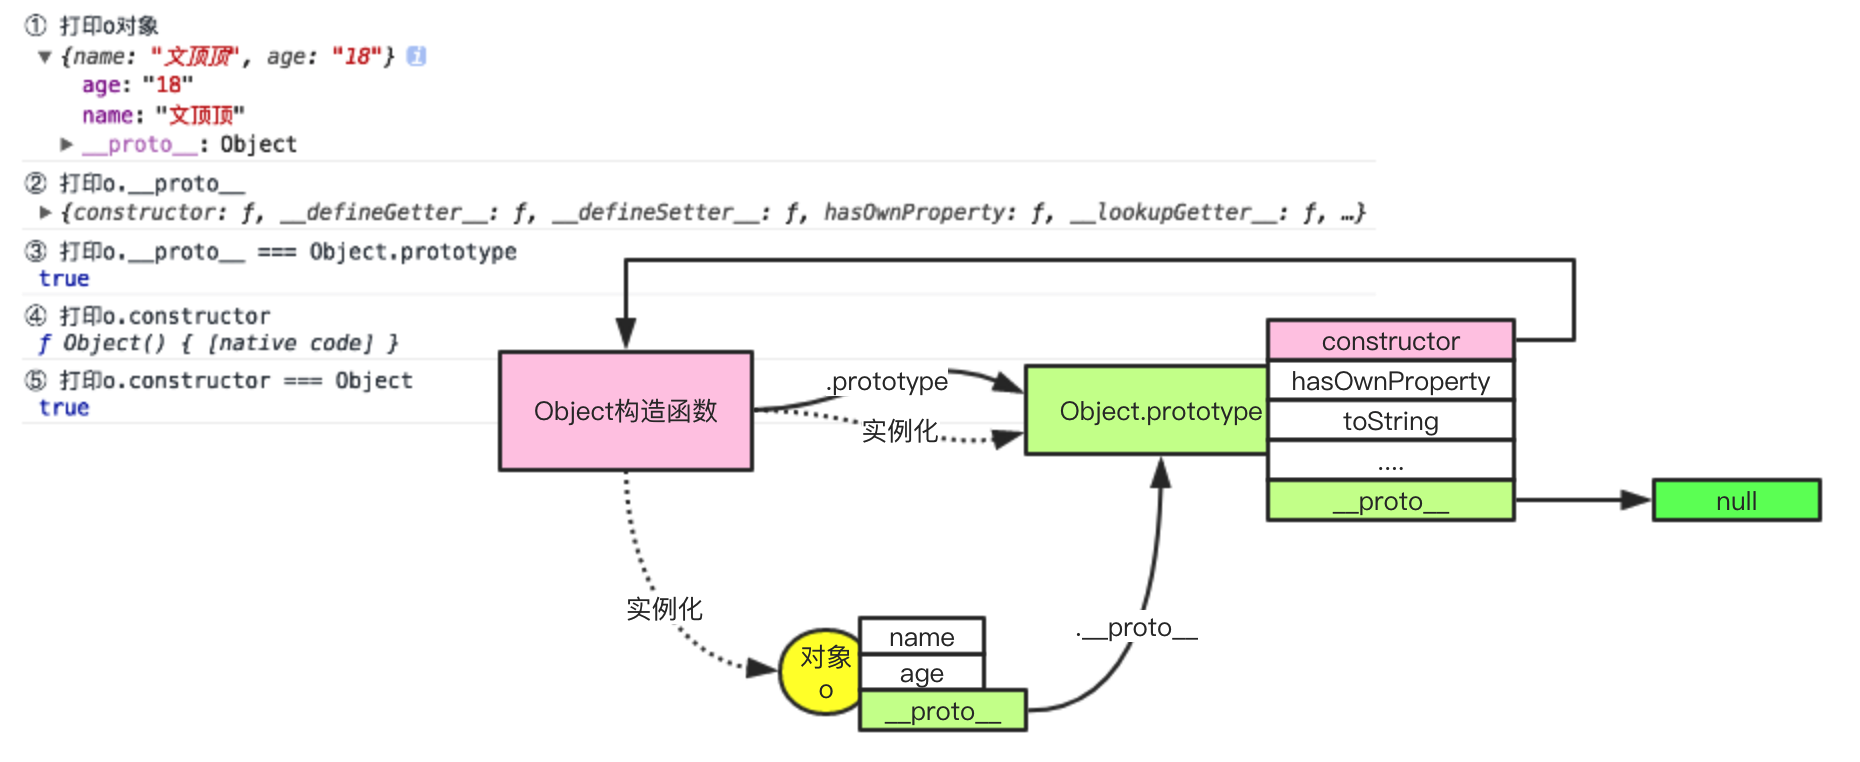 ① 打印o对象
▼ {name: "文顶顶", age: "18"} i
age: "18"
name: "文顶顶"
▶ __proto__: Object
② 打印o.__proto__
▶ {constructor: ƒ, __defineGetter__: ƒ, __defineSetter__: ƒ, hasOwnProperty: ƒ, __lookupGetter__: ƒ, …}
③ 打印o.__proto__ === Object.prototype
true
④ 打印o.constructor
ƒ Object() { [native code] }
⑤ 打印o.constructor === Object
true
Object构造函数
.prototype
实例化
Object.prototype
constructor
hasOwnProperty
toString
....
__proto__
null
实例化
对象
o
name
age
__proto__
.__proto__